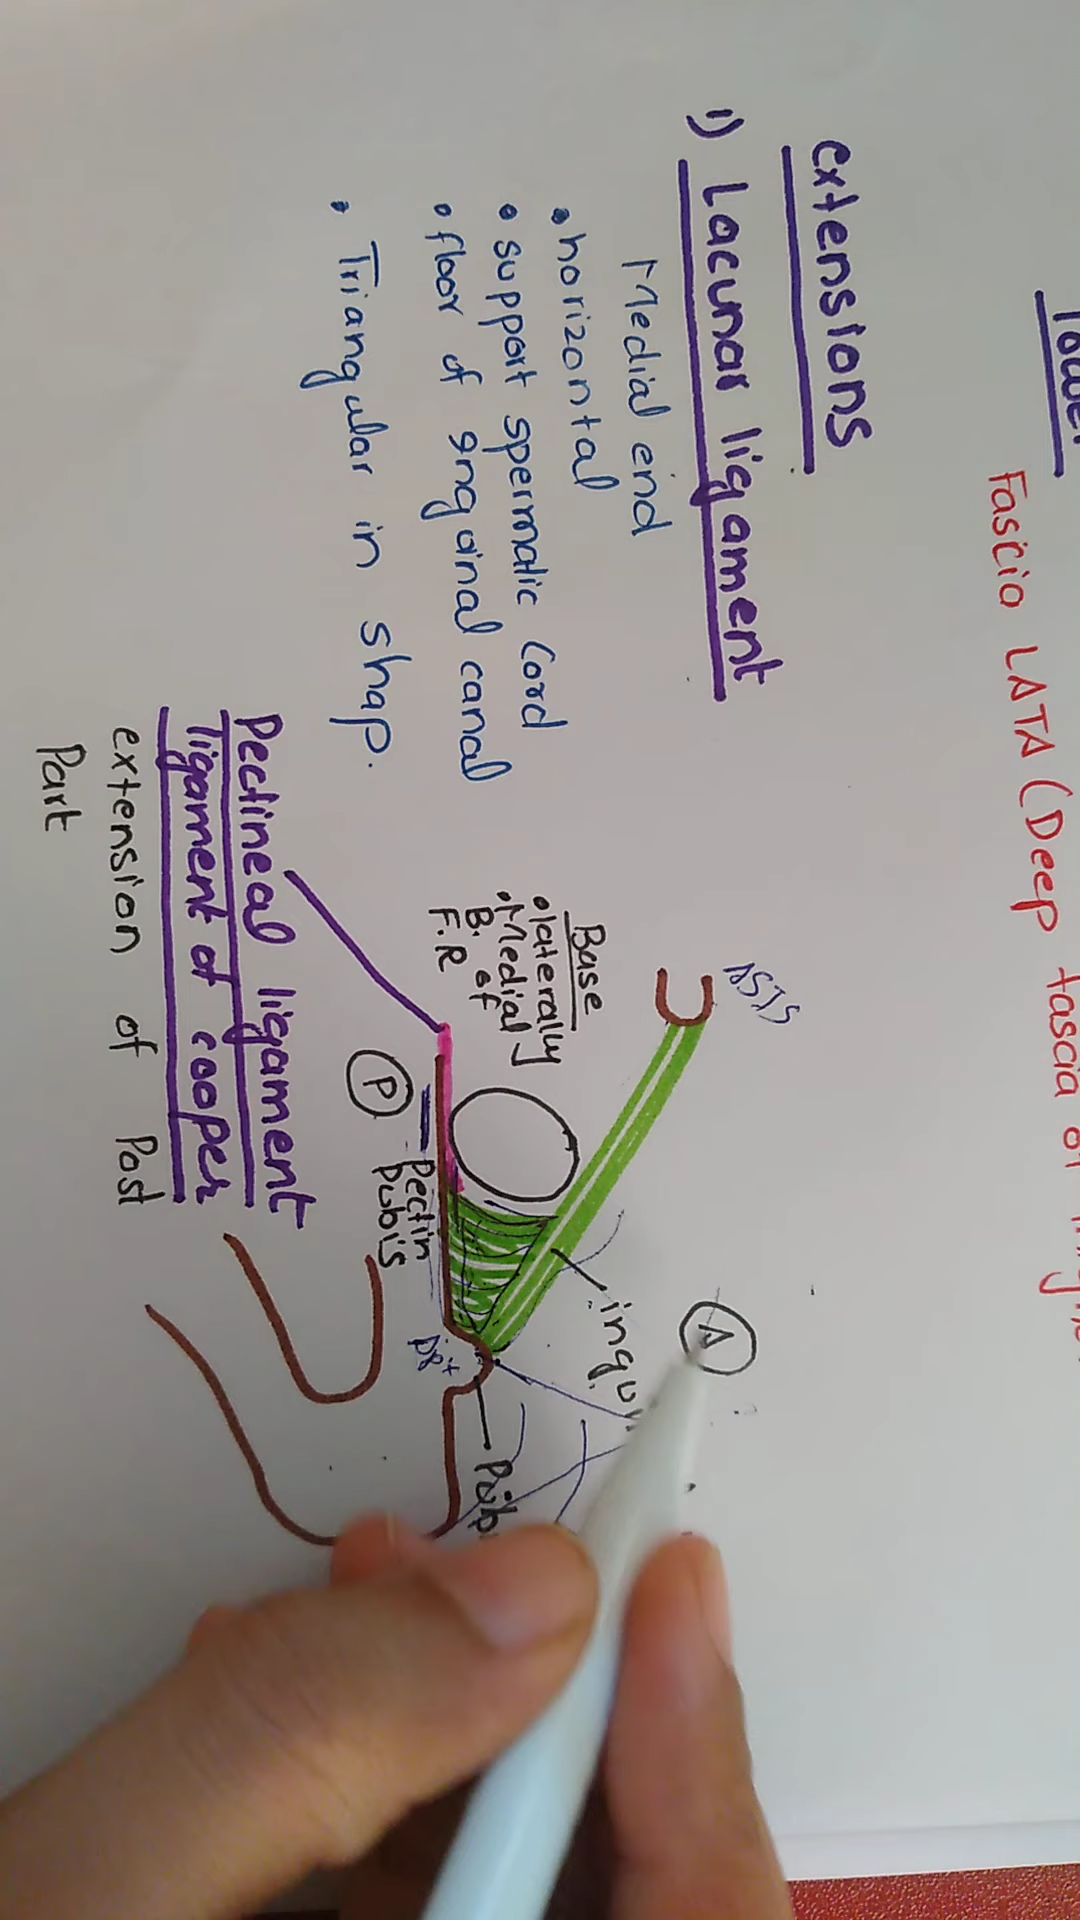 Fascia LATA (Deep fascia of
extensions
1) Lacunar ligament
Medial end
• horizontal
• support spermatic Cord
• floor of inguinal canal
• Triangular in shap.
ASIS
Base
• laterally
• Medial
B. of
F.R
A
P
Pectin
pubis
Pectineal ligament
ligament of cooper
extension of Post
Part